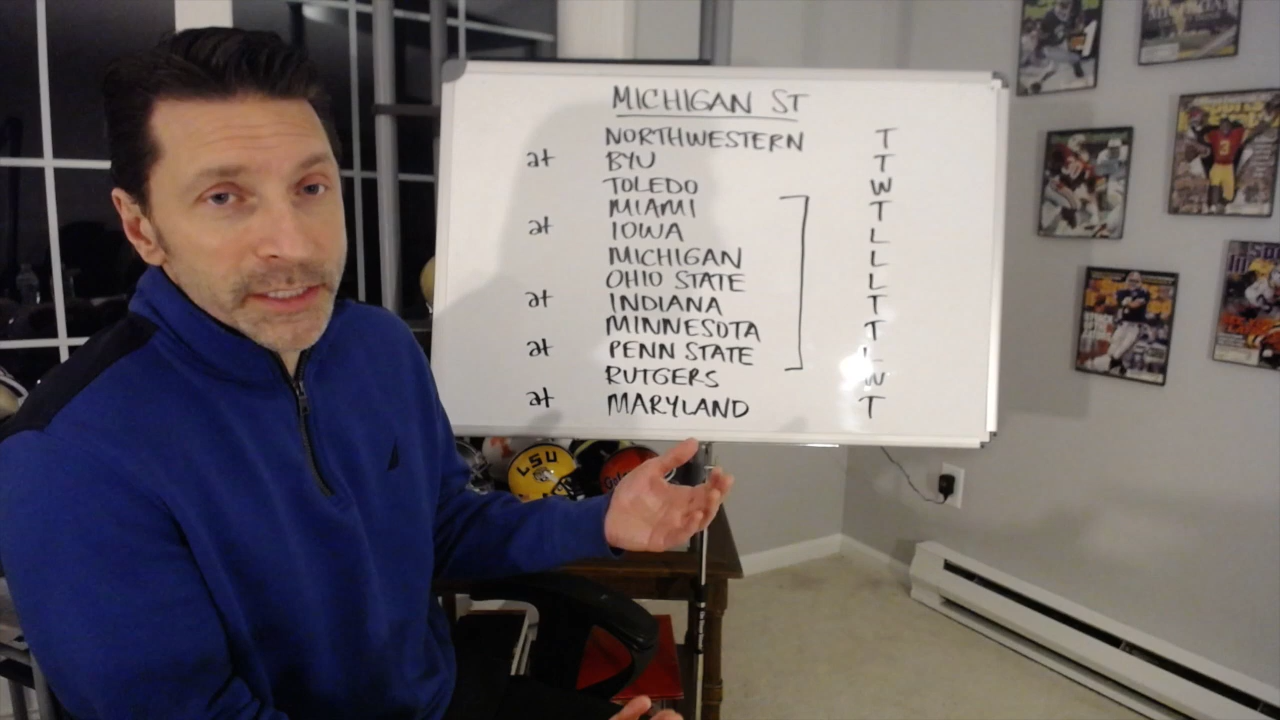 MICHIGAN ST
NORTHWESTERN T
at BYU T
TOLEDO W
MIAMI T
at IOWA L
MICHIGAN L
OHIO STATE L
at INDIANA T
MINNESOTA T
at PENN STATE
RUTGERS W
at MARYLAND T
LSU